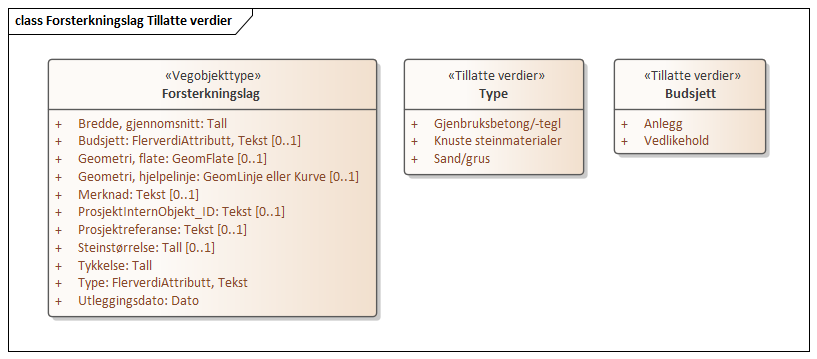 class Forsterkningslag Tillatte verdier
«Vegobjekttype»
Forsterkningslag
+ Bredde, gjennomsnitt: Tall
+ Budsjett: FlerverdiAttributt, Tekst [0..1]
+ Geometri, flate: GeomFlate [0..1]
+ Geometri, hjelpelinje: GeomLinje eller Kurve [0..1]
+ Merknad: Tekst [0..1]
+ ProsjektInternObjekt_ID: Tekst [0..1]
+ Prosjektreferanse: Tekst [0..1]
+ Steinstørrelse: Tall [0..1]
+ Tykkelse: Tall
+ Type: FlerverdiAttributt, Tekst
+ Utleggingsdato: Dato
«Tillatte verdier»
Type
+ Gjenbruksbetong/-tegl
+ Knuste steinmaterialer
+ Sand/grus
«Tillatte verdier»
Budsjett
+ Anlegg
+ Vedlikehold